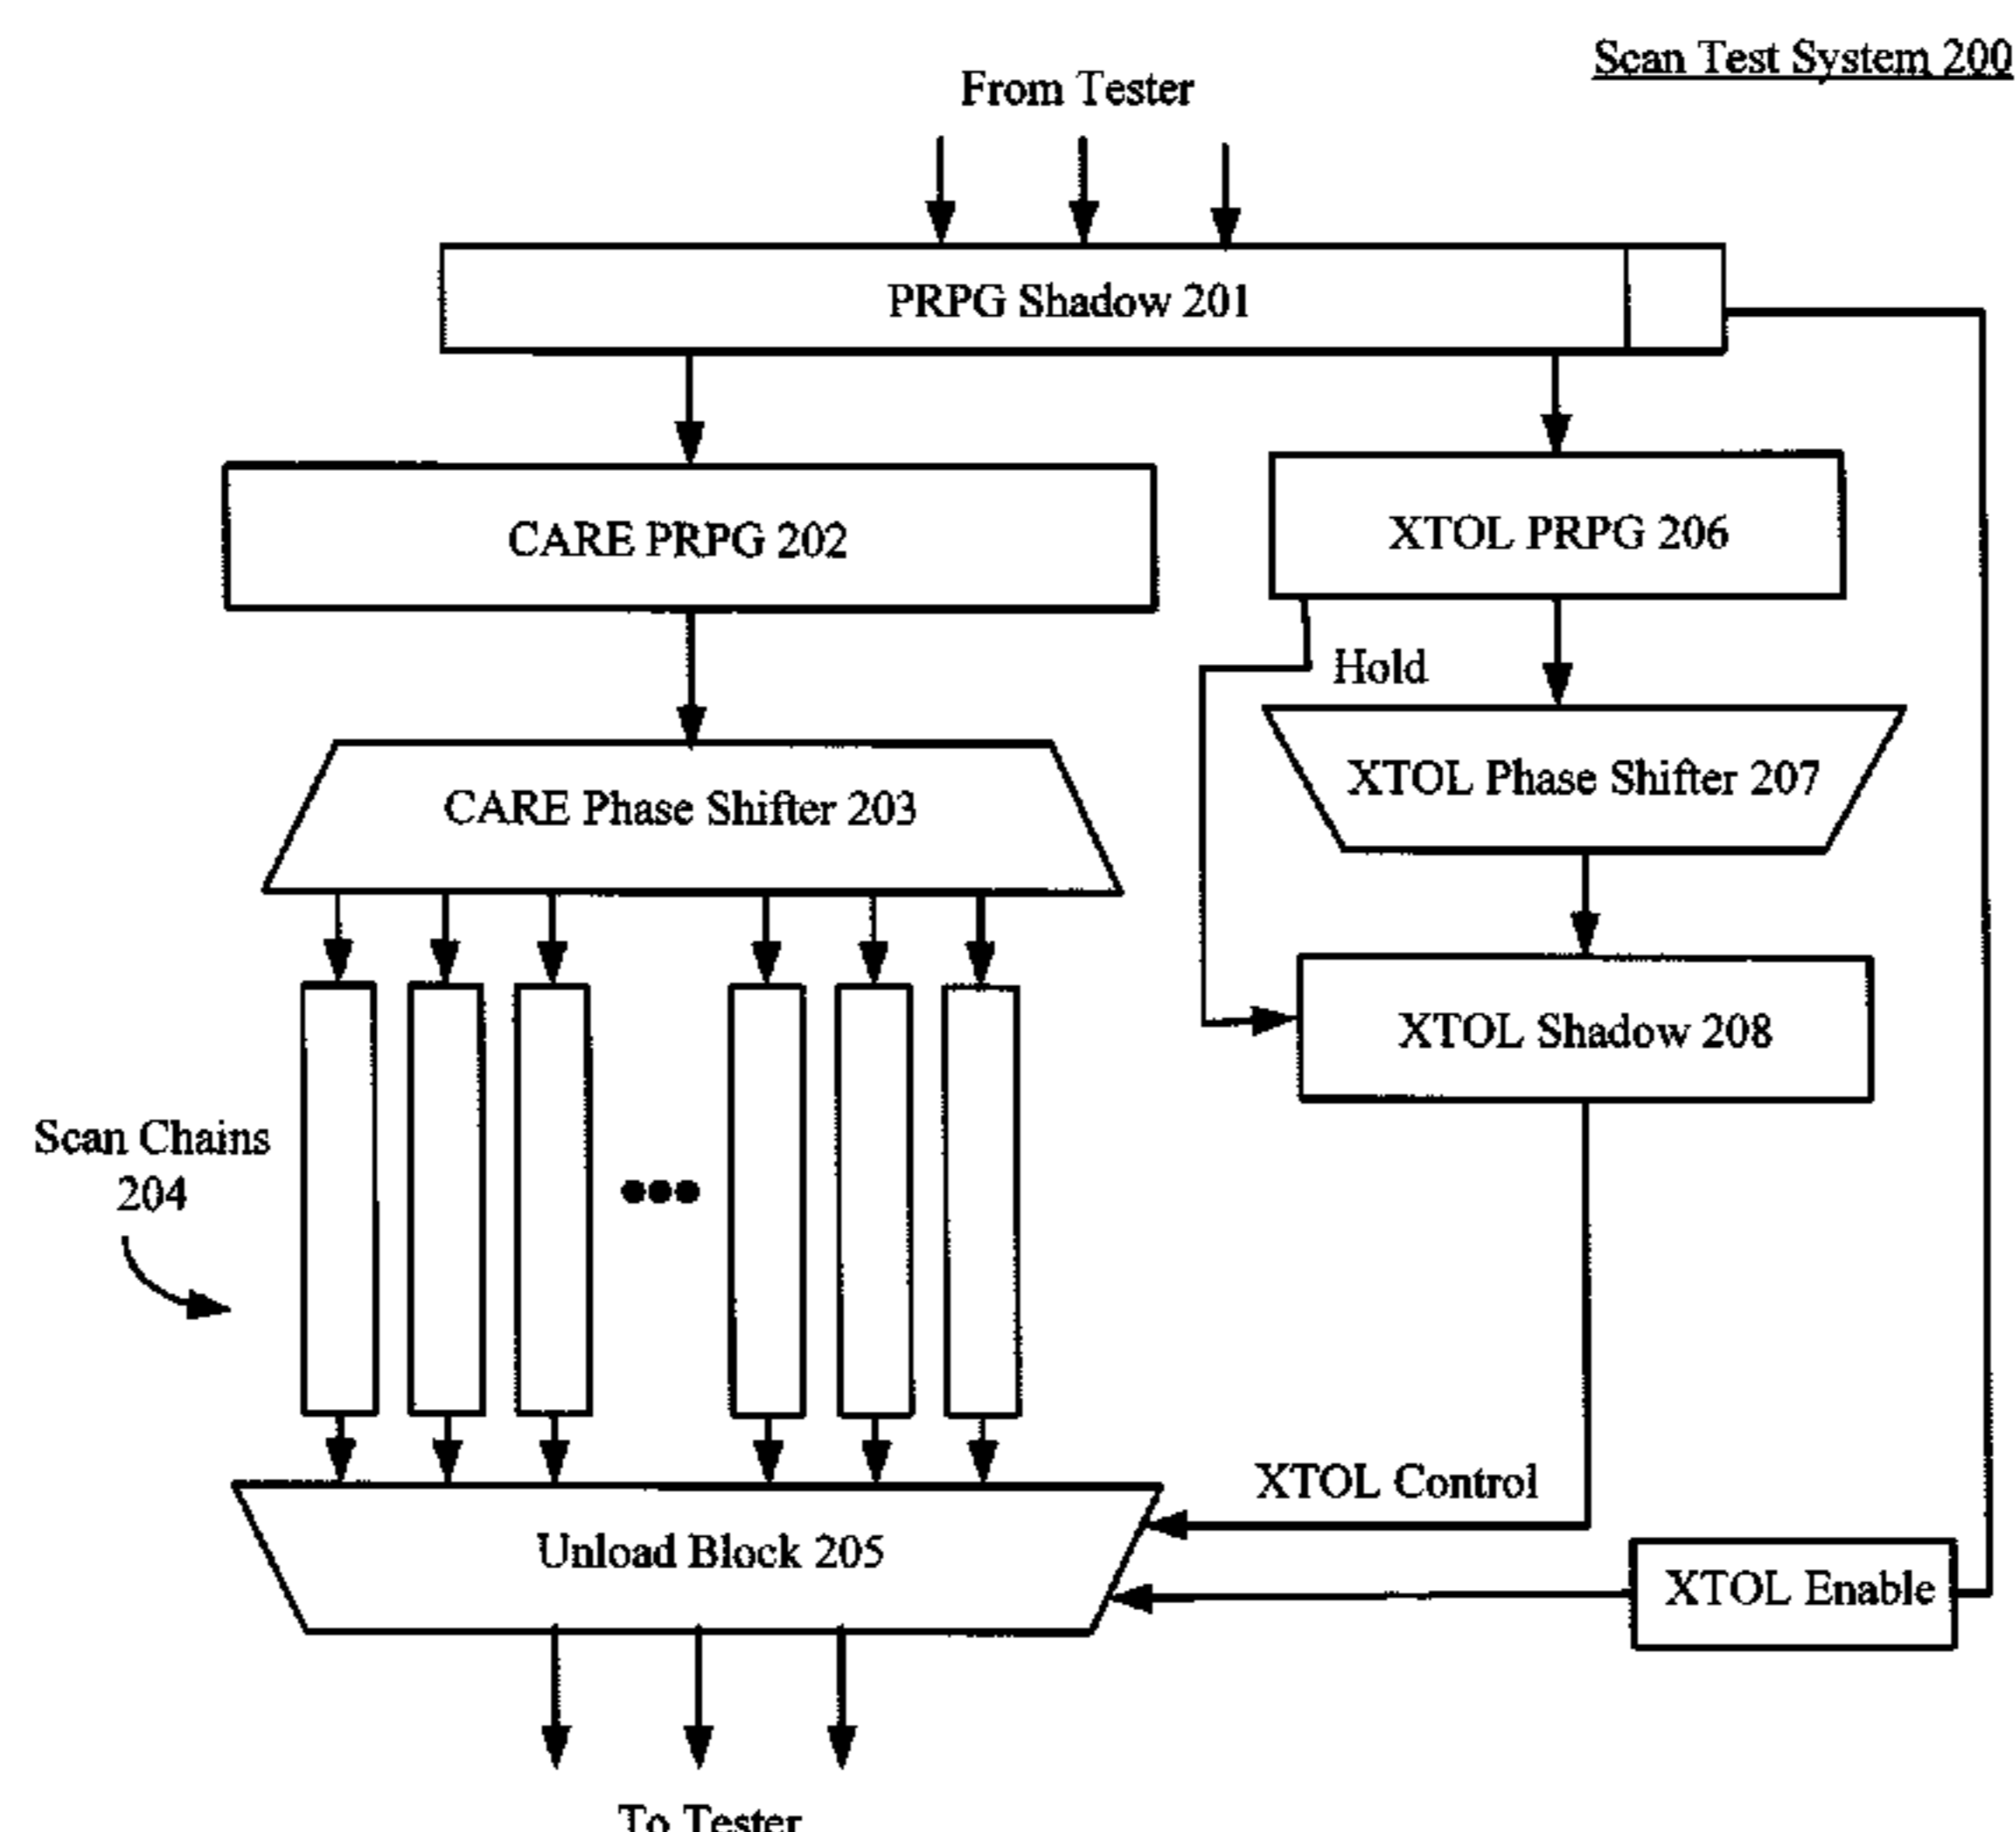 Scan Test System 200
From Tester
PRPG Shadow 201
CARE PRPG 202
XTOL PRPG 206
Hold
CARE Phase Shifter 203
XTOL Phase Shifter 207
XTOL Shadow 208
Scan Chains
204
XTOL Control
Unload Block 205
XTOL Enable
To Tester